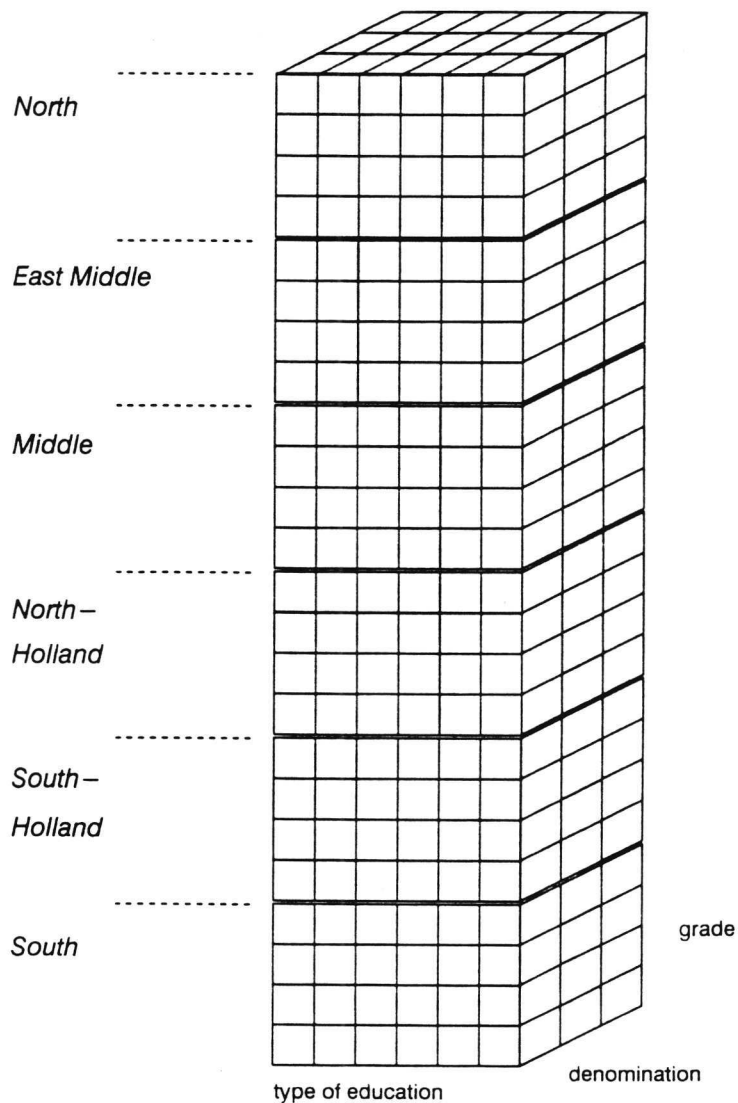 North
East Middle
Middle
North–
Holland
South–
Holland
South
grade
denomination
type of education